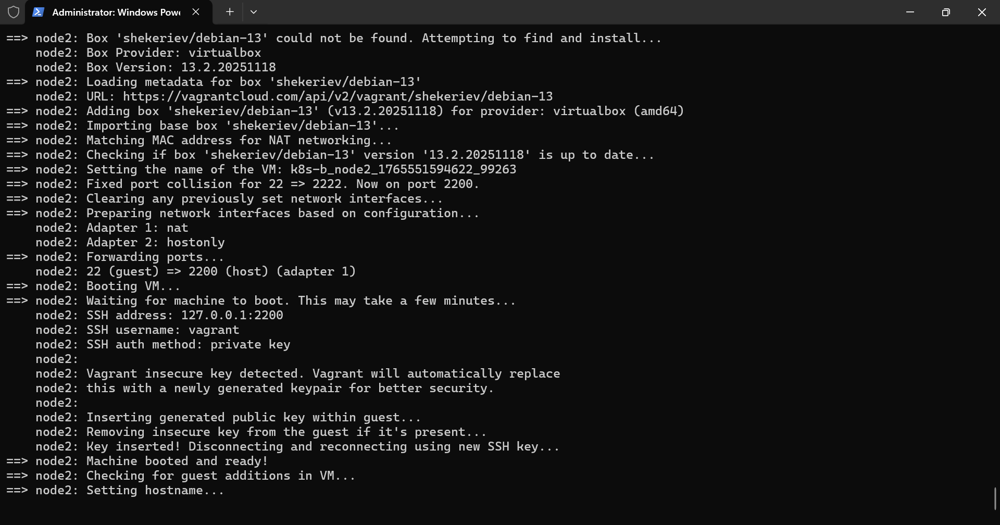 Administrator: Windows Powe
==> node2: Box 'shekeriev/debian-13' could not be found. Attempting to find and install...
    node2: Box Provider: virtualbox
    node2: Box Version: 13.2.20251118
==> node2: Loading metadata for box 'shekeriev/debian-13'
    node2: URL: https://vagrantcloud.com/api/v2/vagrant/shekeriev/debian-13
==> node2: Adding box 'shekeriev/debian-13' (v13.2.20251118) for provider: virtualbox (amd64)
==> node2: Importing base box 'shekeriev/debian-13'...
==> node2: Matching MAC address for NAT networking...
==> node2: Checking if box 'shekeriev/debian-13' version '13.2.20251118' is up to date...
==> node2: Setting the name of the VM: k8s-b_node2_1765551594622_99263
==> node2: Fixed port collision for 22 => 2222. Now on port 2200.
==> node2: Clearing any previously set network interfaces...
==> node2: Preparing network interfaces based on configuration...
    node2: Adapter 1: nat
    node2: Adapter 2: hostonly
==> node2: Forwarding ports...
    node2: 22 (guest) => 2200 (host) (adapter 1)
==> node2: Booting VM...
==> node2: Waiting for machine to boot. This may take a few minutes...
    node2: SSH address: 127.0.0.1:2200
    node2: SSH username: vagrant
    node2: SSH auth method: private key
    node2:
    node2: Vagrant insecure key detected. Vagrant will automatically replace
    node2: this with a newly generated keypair for better security.
    node2:
    node2: Inserting generated public key within guest...
    node2: Removing insecure key from the guest if it's present...
    node2: Key inserted! Disconnecting and reconnecting using new SSH key...
==> node2: Machine booted and ready!
==> node2: Checking for guest additions in VM...
==> node2: Setting hostname...